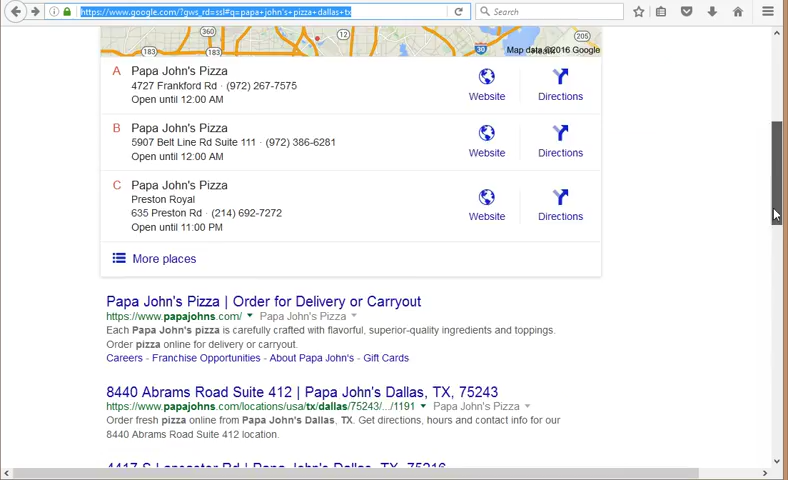 https://www.google.com/?gws_rd=ssl#q=papa+john's+pizza+dallas+tx
Search
183
183
12
30
205
Map data ©2016 Google
A Papa John's Pizza
4727 Frankford Rd · (972) 267-7575
Open until 12:00 AM
Website
Directions
B Papa John's Pizza
5907 Belt Line Rd Suite 111 · (972) 386-6281
Open until 12:00 AM
Website
Directions
C Papa John's Pizza
Preston Royal
635 Preston Rd · (214) 692-7272
Open until 11:00 PM
Website
Directions
More places
Papa John's Pizza | Order for Delivery or Carryout
https://www.papajohns.com/ Papa John's Pizza
Each Papa John's pizza is carefully crafted with flavorful, superior-quality ingredients and toppings.
Order pizza online for delivery or carryout.
Careers - Franchise Opportunities - About Papa John's - Gift Cards
8440 Abrams Road Suite 412 | Papa John's Dallas, TX, 75243
https://www.papajohns.com/locations/usa/tx/dallas/75243/.../1191 Papa John's Pizza
Order fresh pizza online from Papa John's Dallas, TX. Get directions, hours and contact info for our
8440 Abrams Road Suite 412 location.
4417 S Lancaster Rd | Papa John's Dallas, TX, 75216